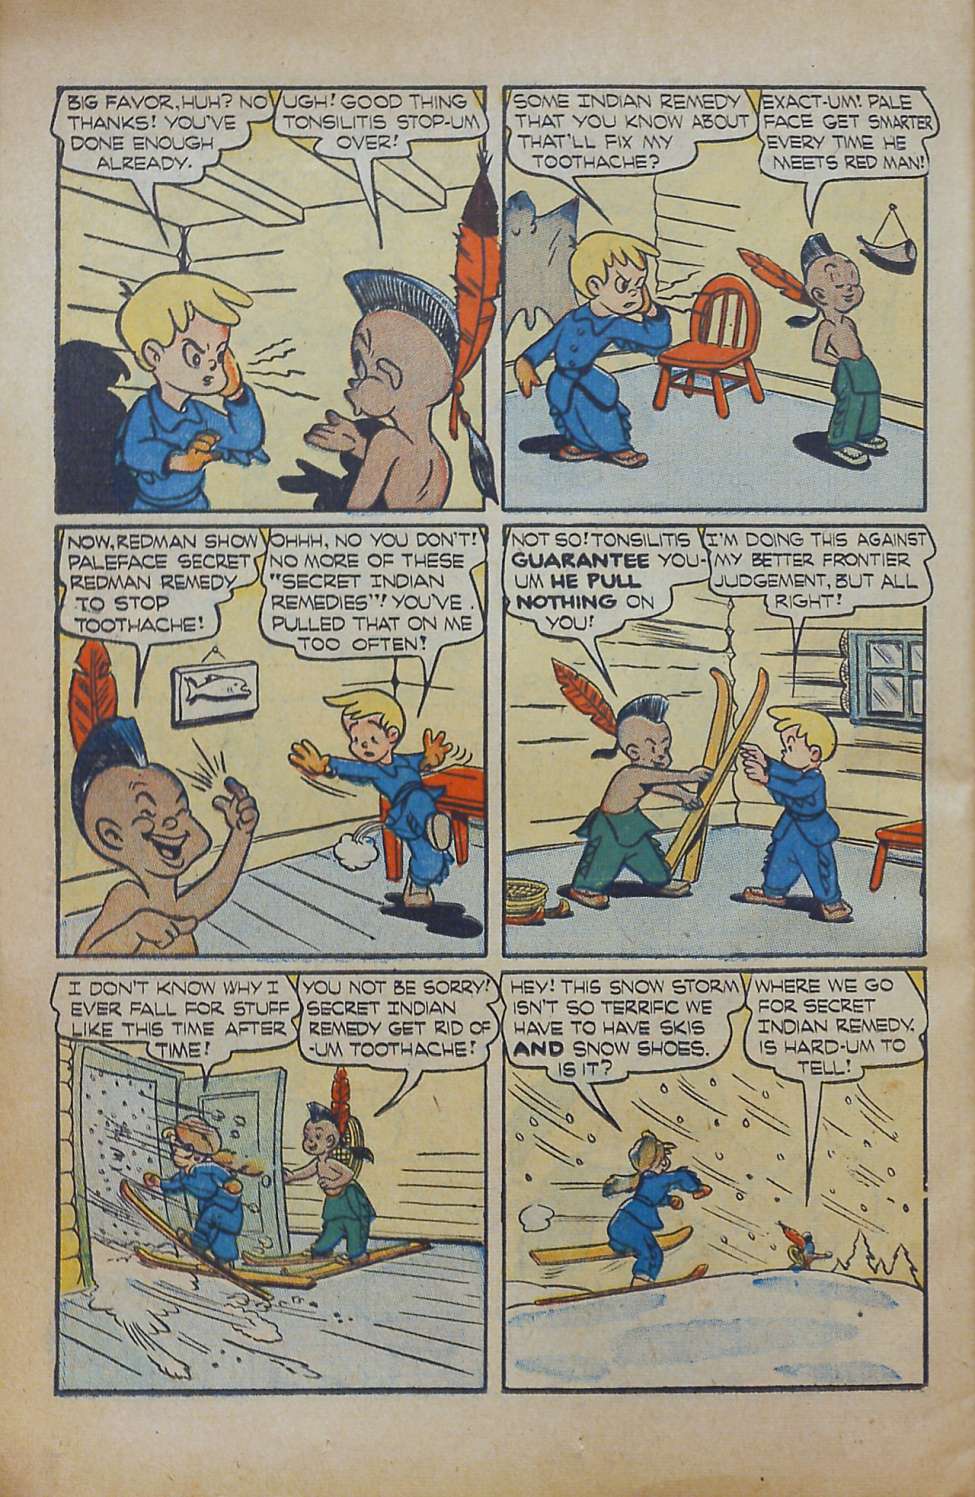 BIG FAVOR, HUH? NO
THANKS! YOU'VE
DONE ENOUGH
ALREADY.
UGH! GOOD THING
TONSILITIS STOP-UM
OVER!
SOME INDIAN REMEDY
THAT YOU KNOW ABOUT
THAT'LL FIX MY
TOOTHACHE?
EXACT-UM! PALE
FACE GET SMARTER
EVERY TIME HE
MEETS RED MAN!
NOW, REDMAN SHOW
PALEFACE SECRET
REDMAN REMEDY
TO STOP
TOOTHACHE!
OHHH, NO YOU DON'T!
NO MORE OF THESE
"SECRET INDIAN
REMEDIES"! YOU'VE
PULLED THAT ON ME
TOO OFTEN!
NOT SO! TONSILITIS
GUARANTEE YOU-
UM HE PULL
NOTHING ON
YOU!
I'M DOING THIS AGAINST
MY BETTER FRONTIER
JUDGEMENT, BUT ALL
RIGHT!
I DON'T KNOW WHY I
EVER FALL FOR STUFF
LIKE THIS TIME AFTER
TIME!
YOU NOT BE SORRY!
SECRET INDIAN
REMEDY GET RID OF
-UM TOOTHACHE!
HEY! THIS SNOW STORM
ISN'T SO TERRIFIC WE
HAVE TO HAVE SKIS
AND SNOW SHOES.
IS IT?
WHERE WE GO
FOR SECRET
INDIAN REMEDY,
IS HARD-UM TO
TELL!